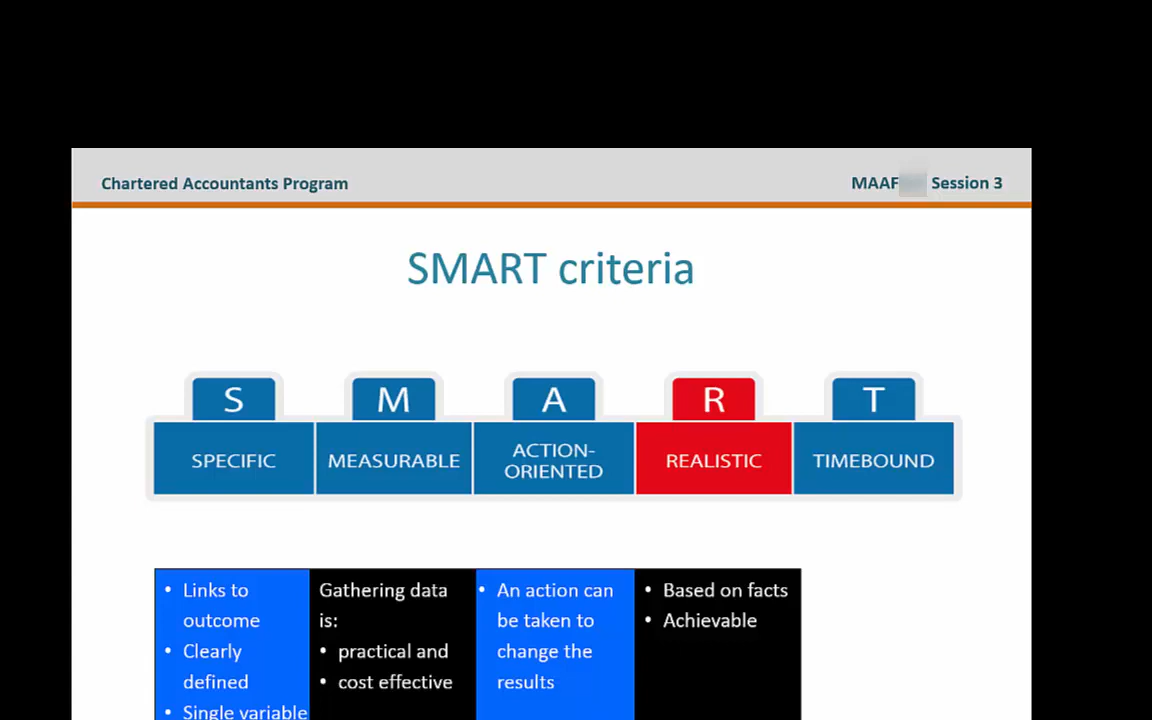 Chartered Accountants Program
MAAF Session 3
SMART criteria
S M A R T
SPECIFIC
MEASURABLE
ACTION-
ORIENTED
REALISTIC
TIMEBOUND
• Links to
outcome
• Clearly
defined
• Single variable
Gathering data
is:
• practical and
• cost effective
• An action can
be taken to
change the
results
• Based on facts
• Achievable